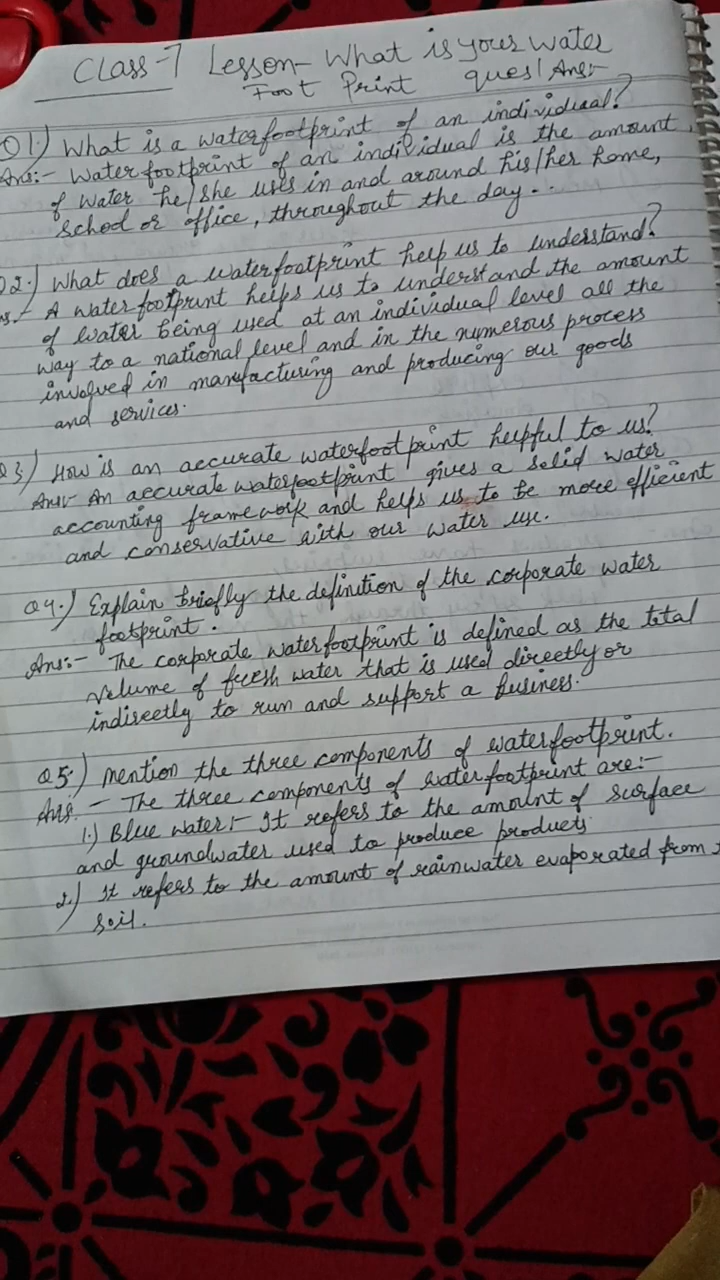 Class-7 Lesson- What is your water
Foot Print ques/Ans:-
Q1.) What is a waterfootprint of an individual?
Ans:- Waterfootprint of an individual is the amount
of water he/she uses in and around his/her home,
school or office, throughout the day..
Q2.) What does a waterfootprint help us to understand?
Ans.- A waterfootprint helps us to understand the amount
of water being used at an individual level all the
way to a national level and in the numerous process
involved in manufacturing and producing our goods
and services.
Q3) How is an accurate waterfootprint helpful to us?
Ans:- An accurate waterfootprint gives a solid water
accounting framework and helps us to be more efficient
and conservative with our water use.
Q4.) Explain briefly the definition of the corporate water
footprint.
Ans:- The corporate waterfootprint is defined as the total
volume of fresh water that is used directly or
indirectly to run and support a business.
Q5.) Mention the three components of waterfootprint.
Ans.- The three components of waterfootprint are:-
1.) Blue water:- It refers to the amount of surface
and groundwater used to produce products
2.) It refers to the amount of rainwater evaporated from
soil.